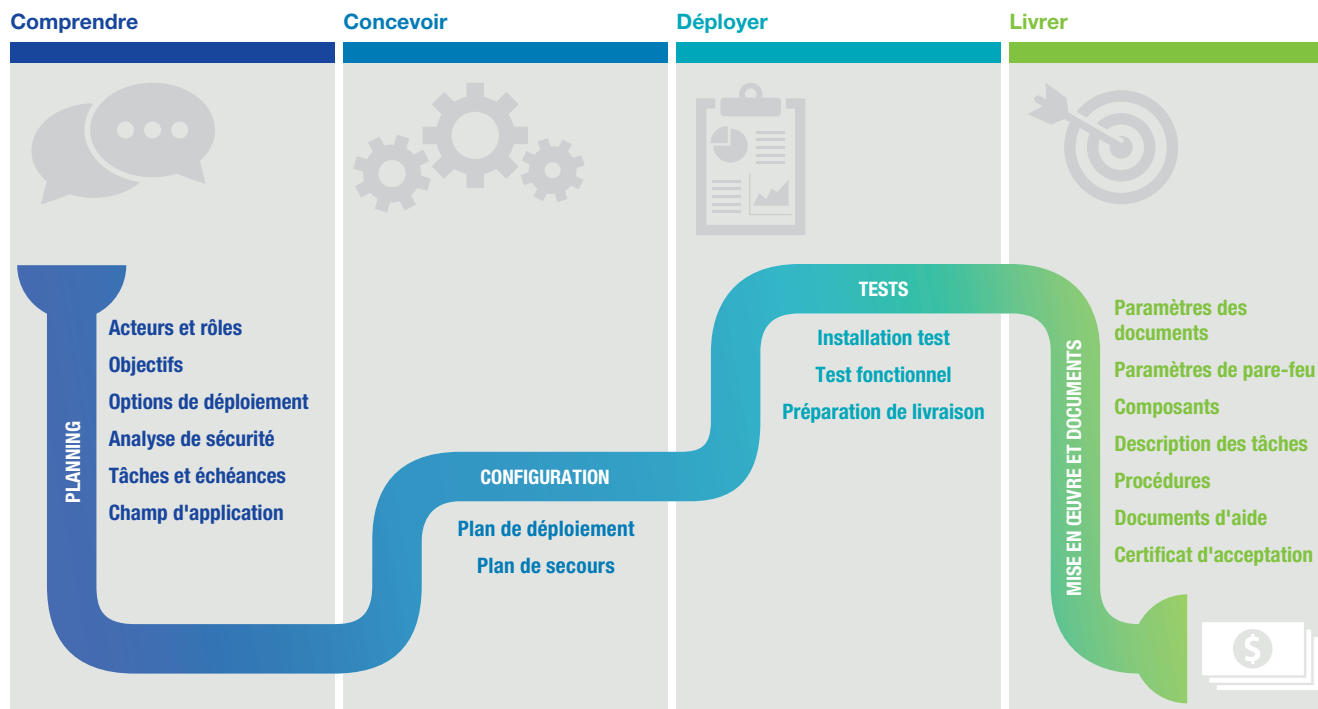 Comprendre
Concevoir
Déployer
Livrer
PLANNING
Acteurs et rôles
Objectifs
Options de déploiement
Analyse de sécurité
Tâches et échéances
Champ d'application
CONFIGURATION
Plan de déploiement
Plan de secours
TESTS
Installation test
Test fonctionnel
Préparation de livraison
MISE EN ŒUVRE ET DOCUMENTS
Paramètres des
documents
Paramètres de pare-feu
Composants
Description des tâches
Procédures
Documents d'aide
Certificat d'acceptation
$